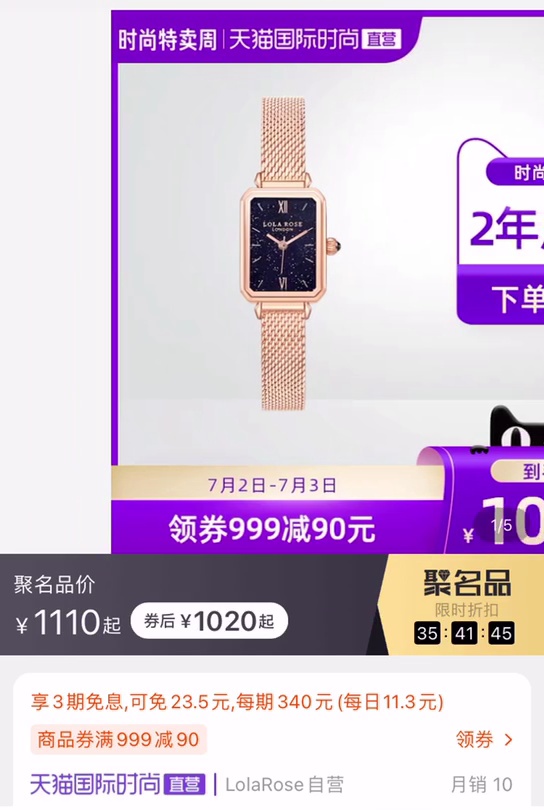 时尚特卖周 天猫国际时尚 直营
LOLA ROSE
LONDON
时尚
2年
下单
7月2日-7月3日
领券999减90元
¥10
1/5
聚名品价
¥1110起 券后¥1020起
聚名品
限时折扣
35:41:45
享3期免息,可免23.5元,每期340元(每日11.3元)
商品券满999减90
领券 >
天猫国际时尚 直营 | LolaRose自营
月销 10